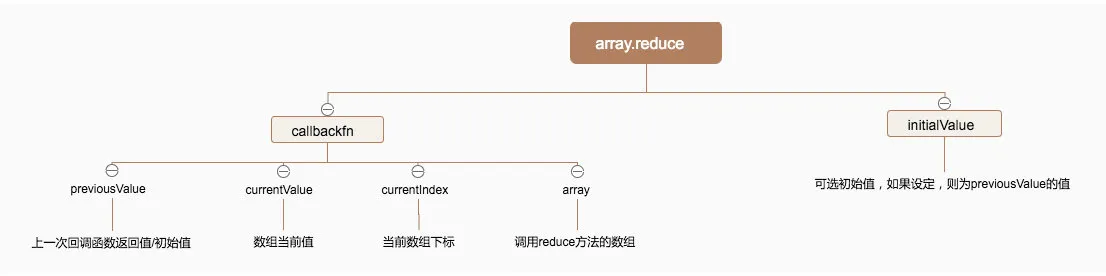 array.reduce
callbackfn
initialValue
previousValue
currentValue
currentIndex
array
可选初始值，如果设定，则为previousValue的值
上一次回调函数返回值/初始值
数组当前值
当前数组下标
调用reduce方法的数组